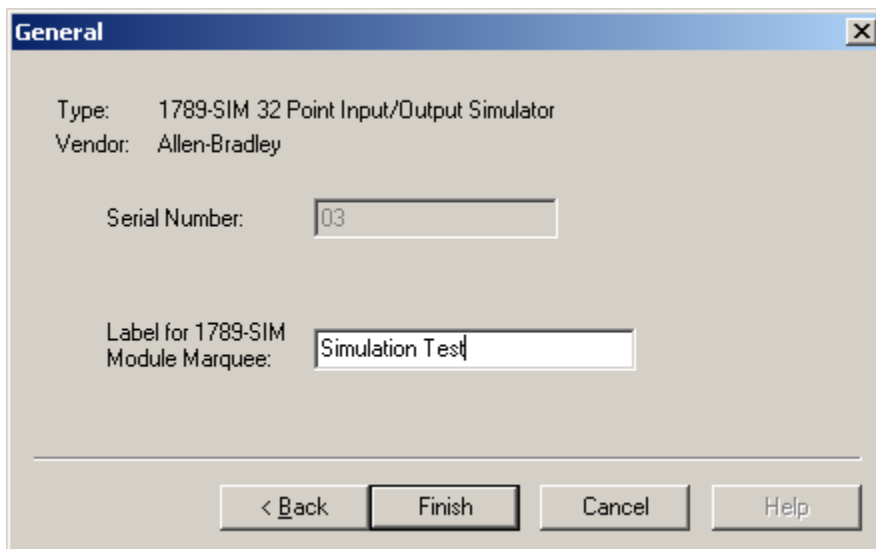 General
Type: 1789-SIM 32 Point Input/Output Simulator
Vendor: Allen-Bradley
Serial Number: 03
Label for 1789-SIM
Module Marquee: Simulation Test
< Back Finish Cancel Help